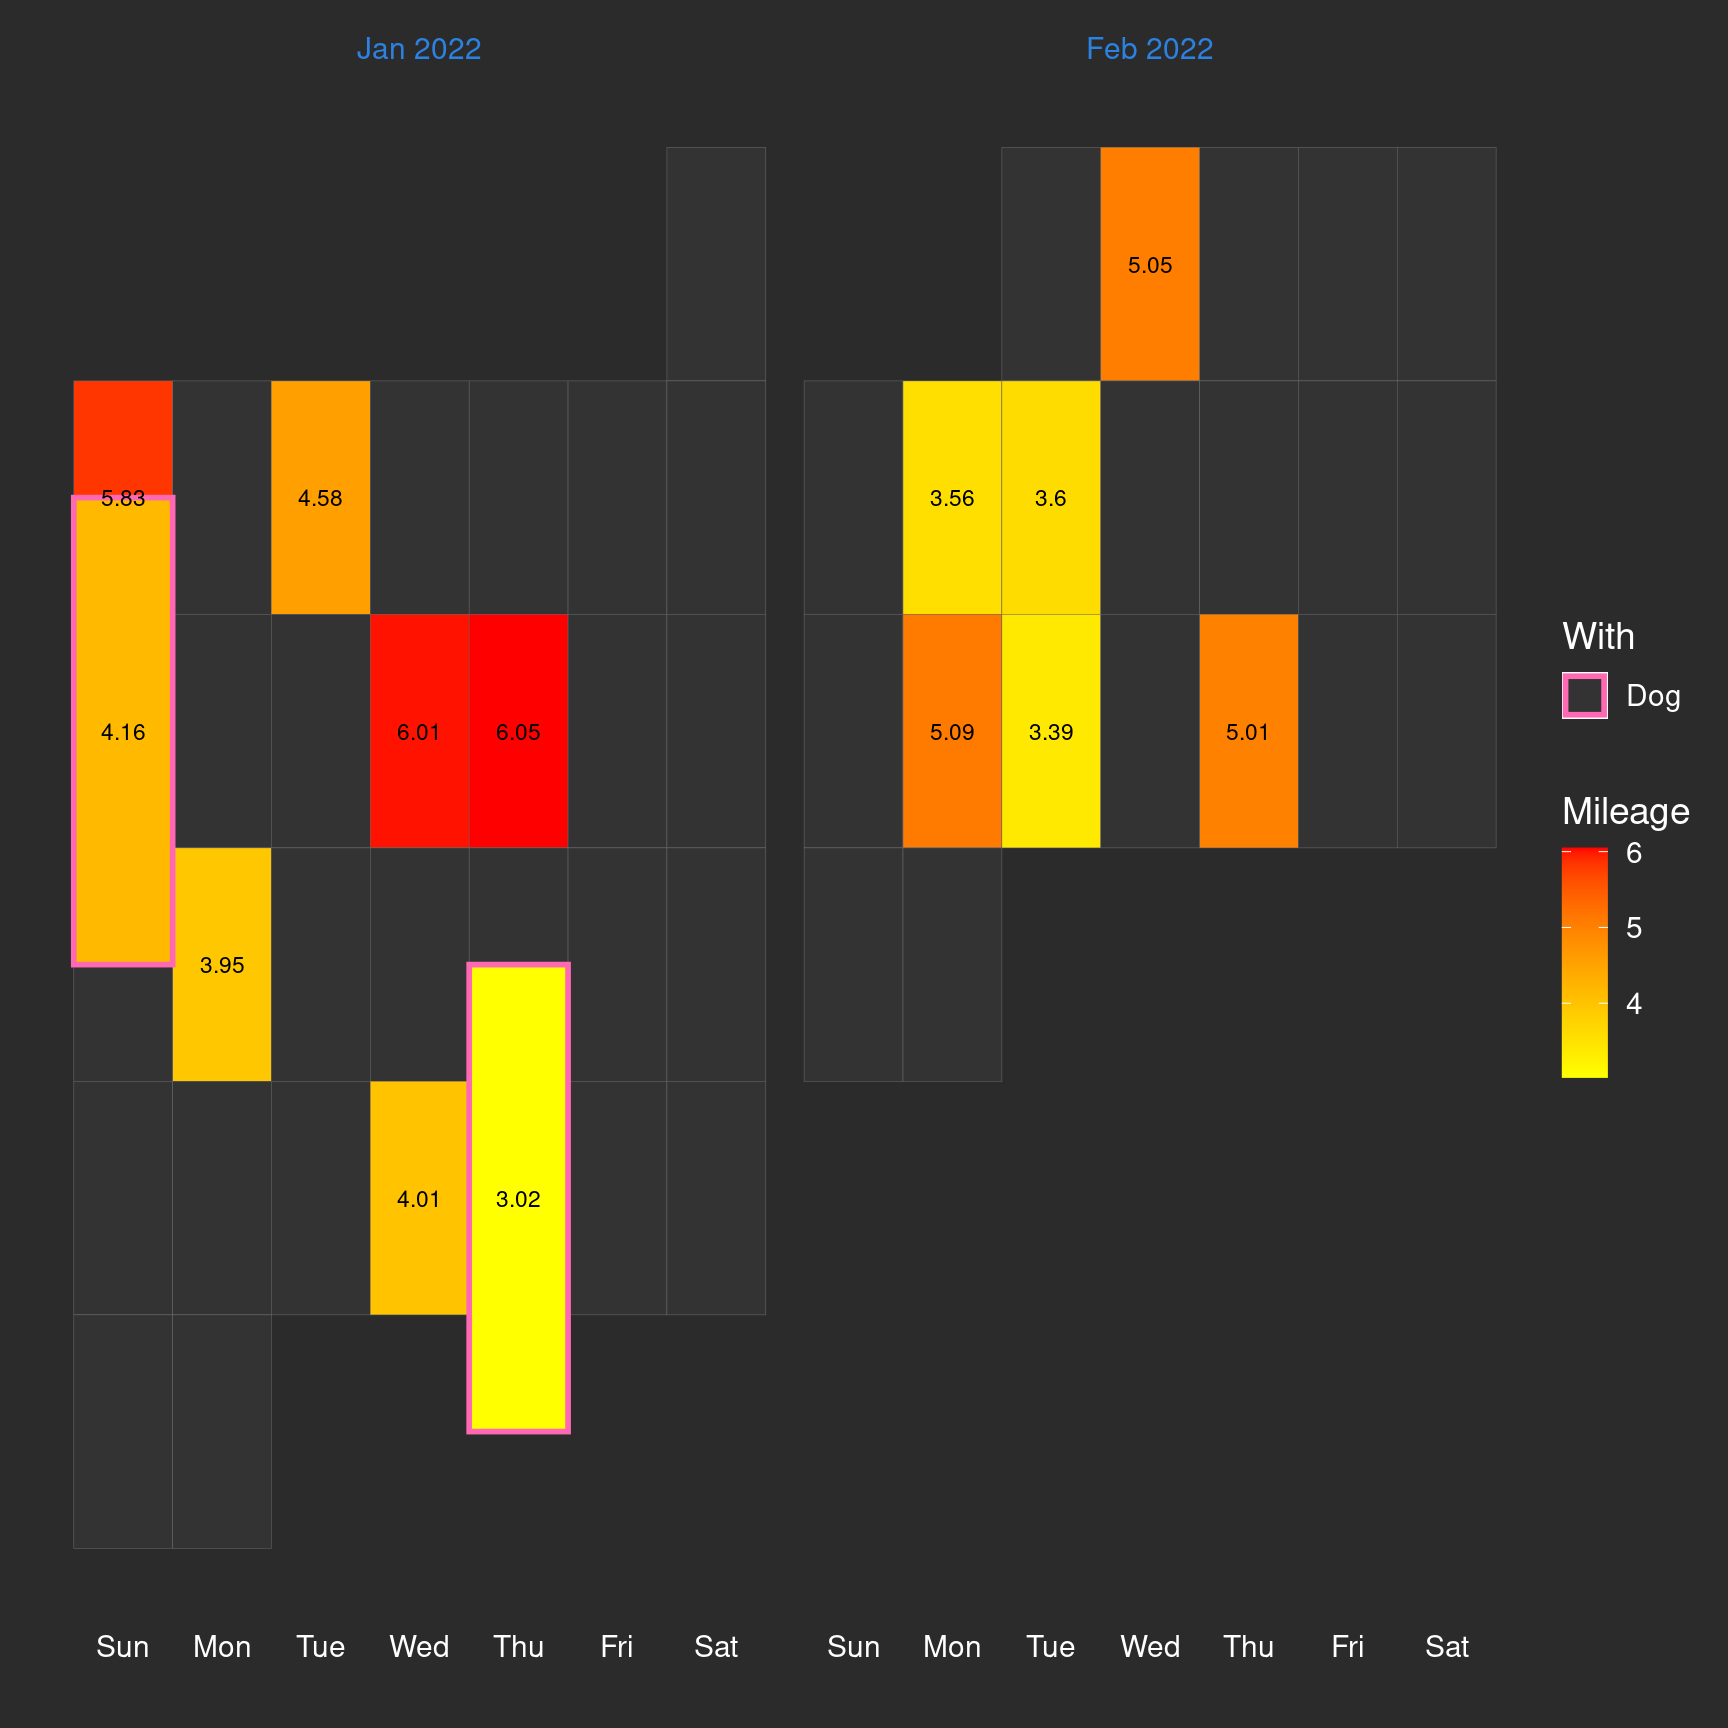 Jan 2022
Feb 2022
5.05
5.83
4.58
3.56
3.6
4.16
6.01
6.05
5.09
3.39
5.01
3.95
4.01
3.02
With
Dog
Mileage
6
5
4
Sun Mon Tue Wed Thu Fri Sat
Sun Mon Tue Wed Thu Fri Sat